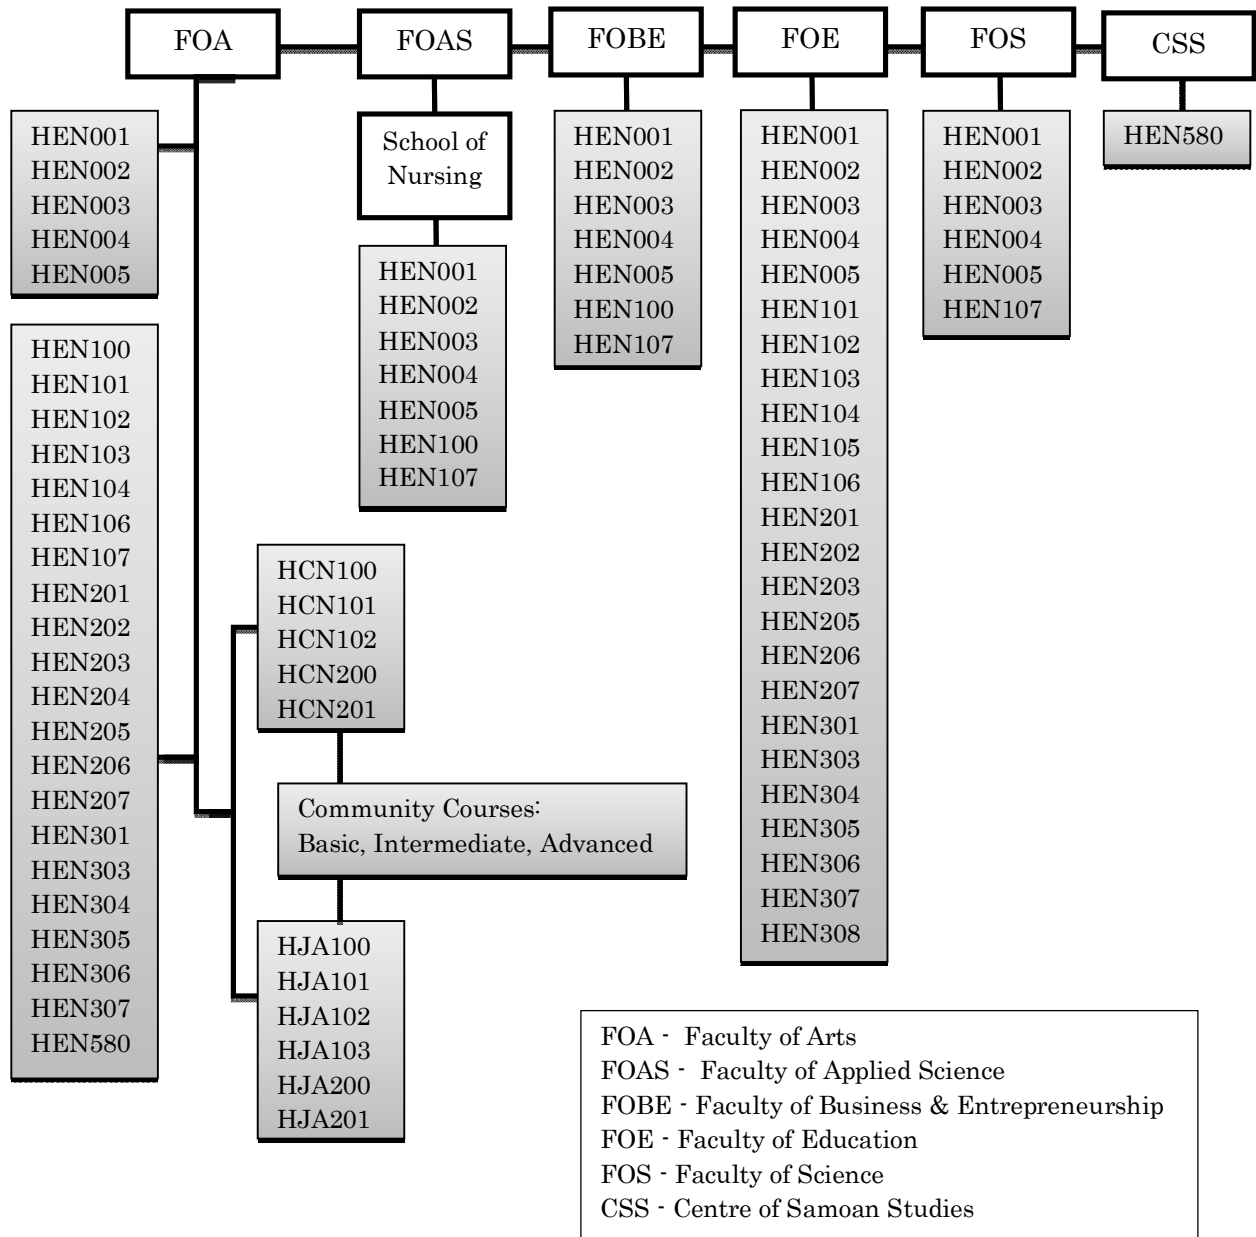 FOA
FOAS
FOBE
FOE
FOS
CSS
HEN001
HEN002
HEN003
HEN004
HEN005
HEN100
HEN101
HEN102
HEN103
HEN104
HEN106
HEN107
HEN201
HEN202
HEN203
HEN204
HEN205
HEN206
HEN207
HEN301
HEN303
HEN304
HEN305
HEN306
HEN307
HEN580
School of
Nursing
HEN001
HEN002
HEN003
HEN004
HEN005
HEN100
HEN107
HCN100
HCN101
HCN102
HCN200
HCN201
Community Courses:
Basic, Intermediate, Advanced
HJA100
HJA101
HJA102
HJA103
HJA200
HJA201
HEN001
HEN002
HEN003
HEN004
HEN005
HEN100
HEN107
HEN001
HEN002
HEN003
HEN004
HEN005
HEN101
HEN102
HEN103
HEN104
HEN105
HEN106
HEN201
HEN202
HEN203
HEN205
HEN206
HEN207
HEN301
HEN303
HEN304
HEN305
HEN306
HEN307
HEN308
HEN001
HEN002
HEN003
HEN004
HEN005
HEN107
HEN580
FOA - Faculty of Arts
FOAS - Faculty of Applied Science
FOBE - Faculty of Business & Entrepreneurship
FOE - Faculty of Education
FOS - Faculty of Science
CSS - Centre of Samoan Studies